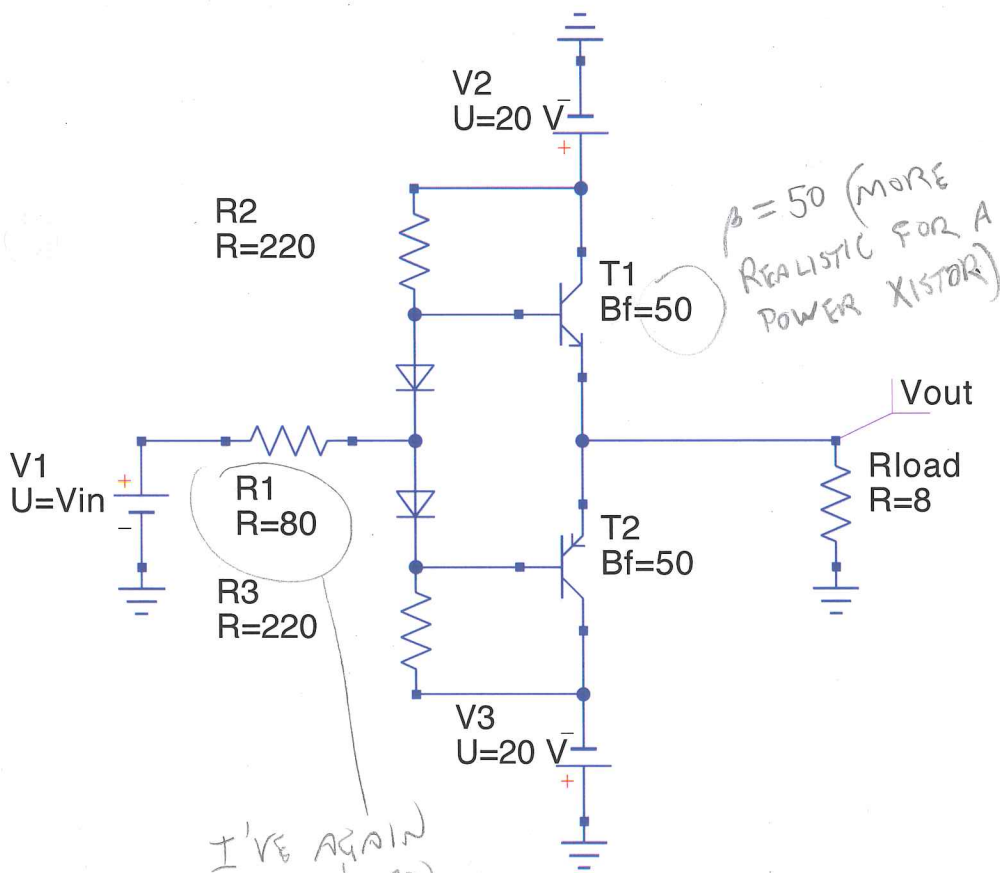 V2
U=20 V
R2
R=220
β = 50 (MORE
REALISTIC FOR A
POWER XISTOR)
T1
Bf=50
Vout
V1
U=Vin
R1
R=80
Rload
R=8
T2
Bf=50
R3
R=220
V3
U=20 V
I'VE AGAIN